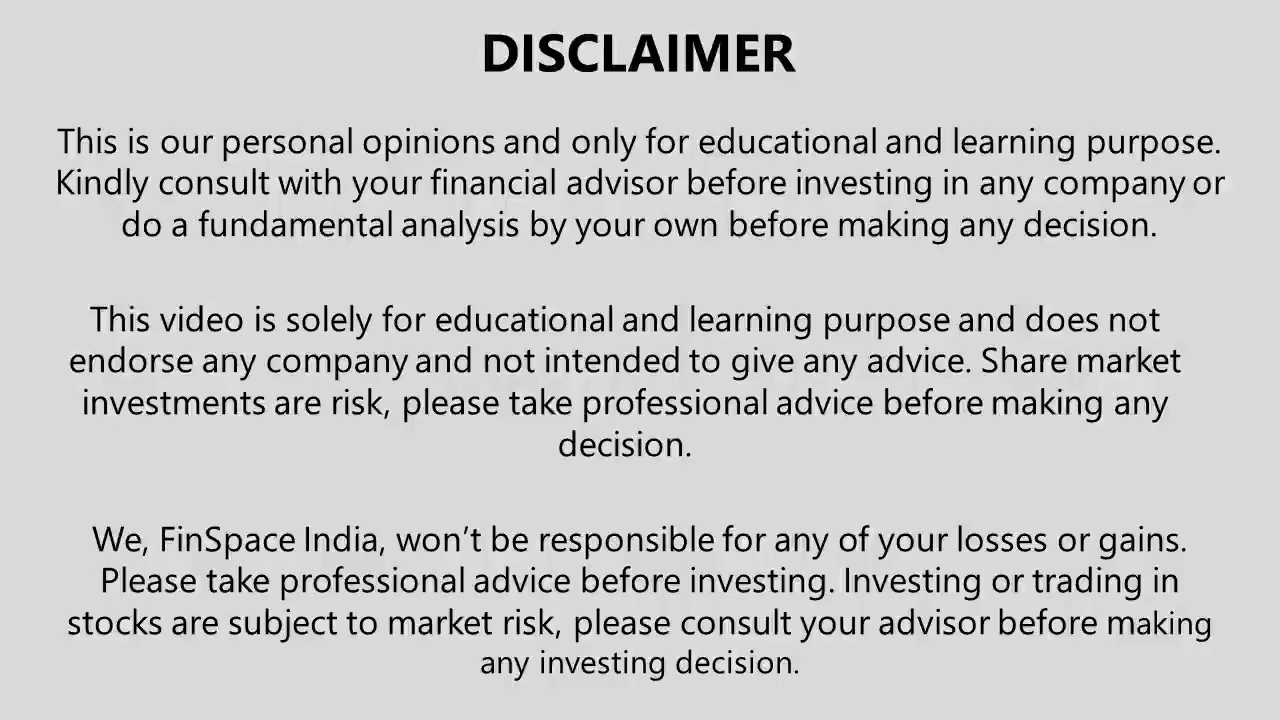 DISCLAIMER
This is our personal opinions and only for educational and learning purpose.
Kindly consult with your financial advisor before investing in any company or
do a fundamental analysis by your own before making any decision.
This video is solely for educational and learning purpose and does not
endorse any company and not intended to give any advice. Share market
investments are risk, please take professional advice before making any
decision.
We, FinSpace India, won’t be responsible for any of your losses or gains.
Please take professional advice before investing. Investing or trading in
stocks are subject to market risk, please consult your advisor before making
any investing decision.